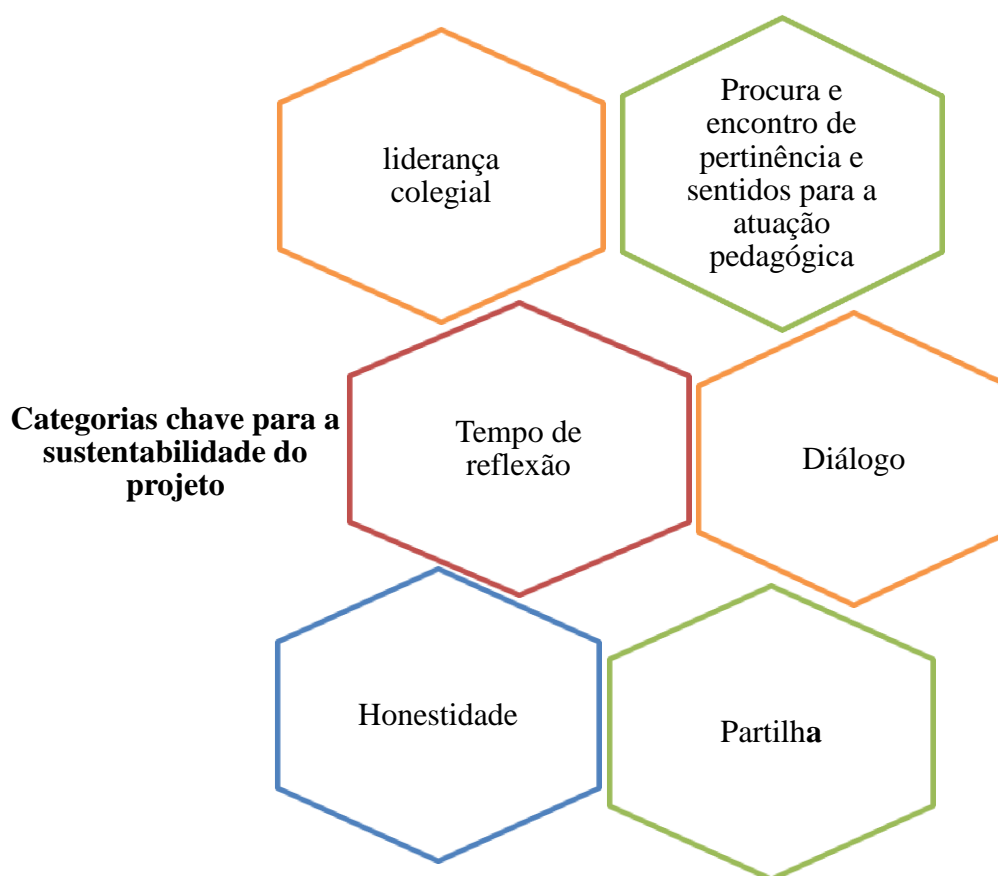 liderança
colegial
Procura e
encontro de
pertinência e
sentidos para a
atuação
pedagógica
Categorias chave para a
sustentabilidade do
projeto
Tempo de
reflexão
Diálogo
Honestidade
Partilha